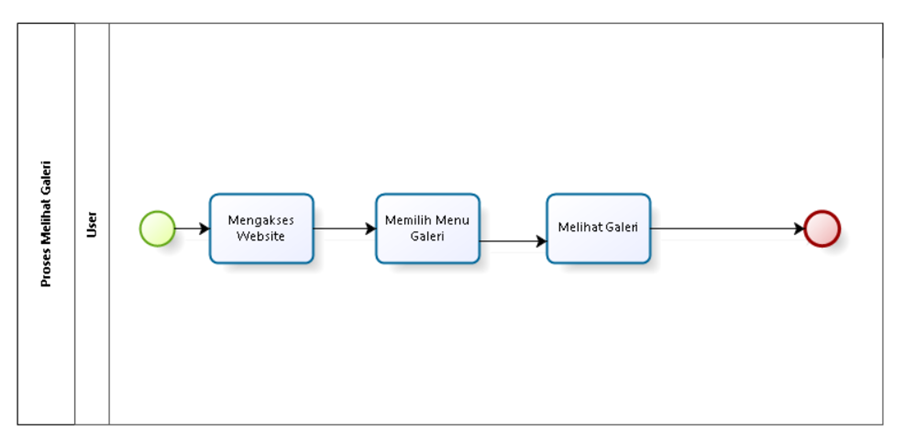 Proses Melihat Galeri
User
Mengakses
Website
Memilih Menu
Galeri
Melihat Galeri